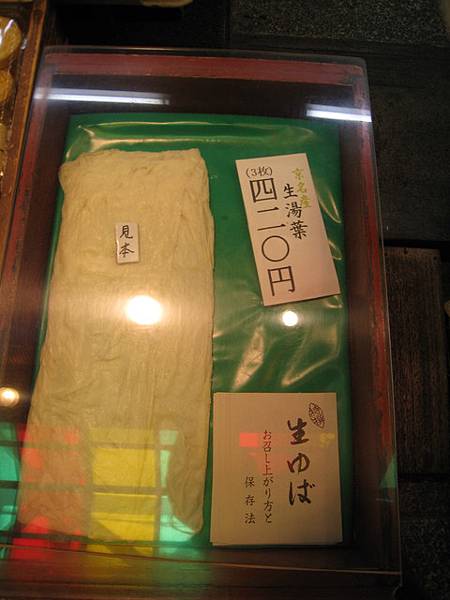 京名産
生湯葉
(3枚)
四二〇円
見本
生ゆば
お召し上がり方と
保存法